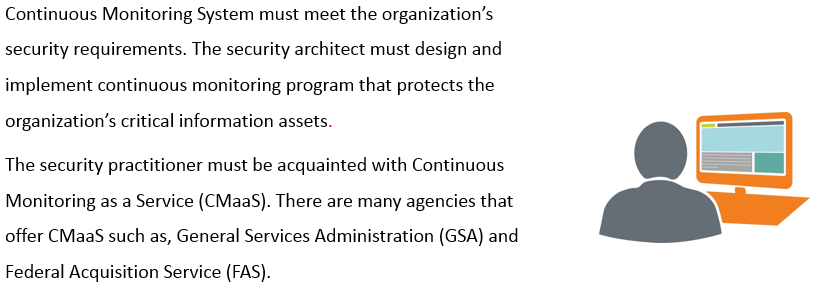 Continuous Monitoring System must meet the organization’s
security requirements. The security architect must design and
implement continuous monitoring program that protects the
organization’s critical information assets.
The security practitioner must be acquainted with Continuous
Monitoring as a Service (CMaaS). There are many agencies that
offer CMaaS such as, General Services Administration (GSA) and
Federal Acquisition Service (FAS).